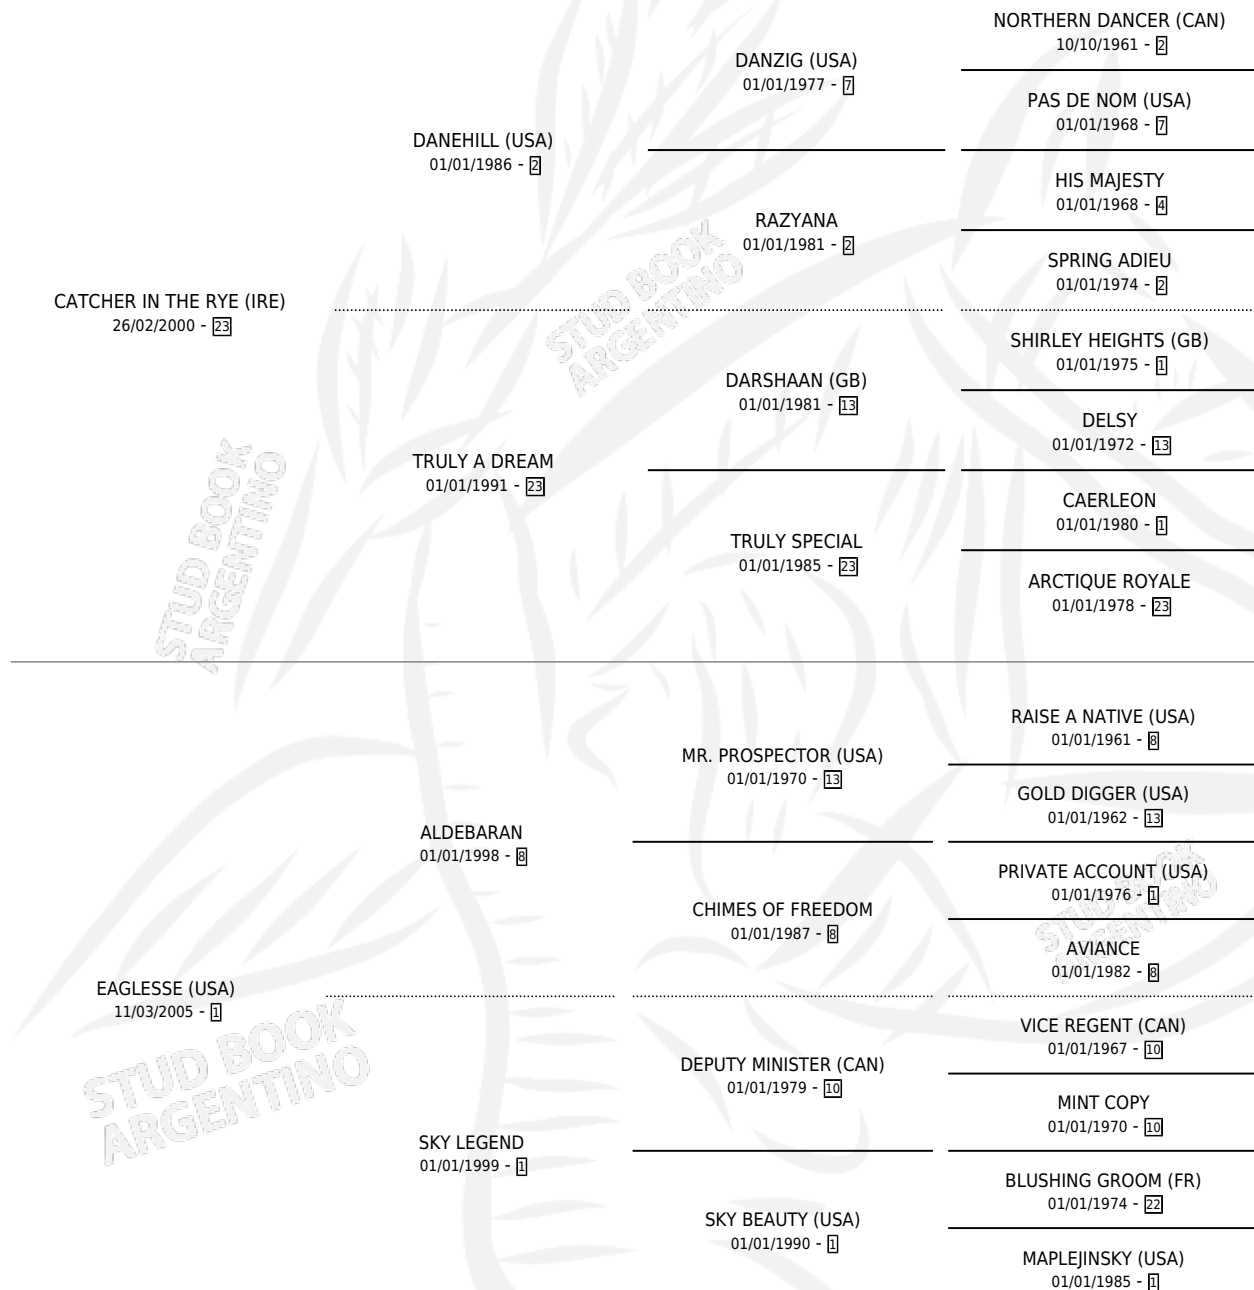 NORTHERN DANCER (CAN)
10/10/1961 - 2
DANZIG (USA)
01/01/1977 - 7
PAS DE NOM (USA)
01/01/1968 - 7
DANEHILL (USA)
01/01/1986 - 2
HIS MAJESTY
01/01/1968 - 4
RAZYANA
01/01/1981 - 2
SPRING ADIEU
01/01/1974 - 2
CATCHER IN THE RYE (IRE)
26/02/2000 - 23
SHIRLEY HEIGHTS (GB)
01/01/1975 - 1
DARSHAAN (GB)
01/01/1981 - 13
DELSY
01/01/1972 - 13
TRULY A DREAM
01/01/1991 - 23
CAERLEON
01/01/1980 - 1
TRULY SPECIAL
01/01/1985 - 23
ARCTIQUE ROYALE
01/01/1978 - 23
RAISE A NATIVE (USA)
01/01/1961 - 8
MR. PROSPECTOR (USA)
01/01/1970 - 13
GOLD DIGGER (USA)
01/01/1962 - 13
ALDEBARAN
01/01/1998 - 8
PRIVATE ACCOUNT (USA)
01/01/1976 - 1
CHIMES OF FREEDOM
01/01/1987 - 8
AVIANCE
01/01/1982 - 8
EAGLESSE (USA)
11/03/2005 - 1
VICE REGENT (CAN)
01/01/1967 - 10
DEPUTY MINISTER (CAN)
01/01/1979 - 10
MINT COPY
01/01/1970 - 10
SKY LEGEND
01/01/1999 - 1
BLUSHING GROOM (FR)
01/01/1974 - 22
SKY BEAUTY (USA)
01/01/1990 - 1
MAPLEJINSKY (USA)
01/01/1985 - 1
STUD BOOK
ARGENTINO
STUD BOOK
ARGENTINO
STUD BOOK
ARGENTINO
STUD BOOK
ARGENTINO